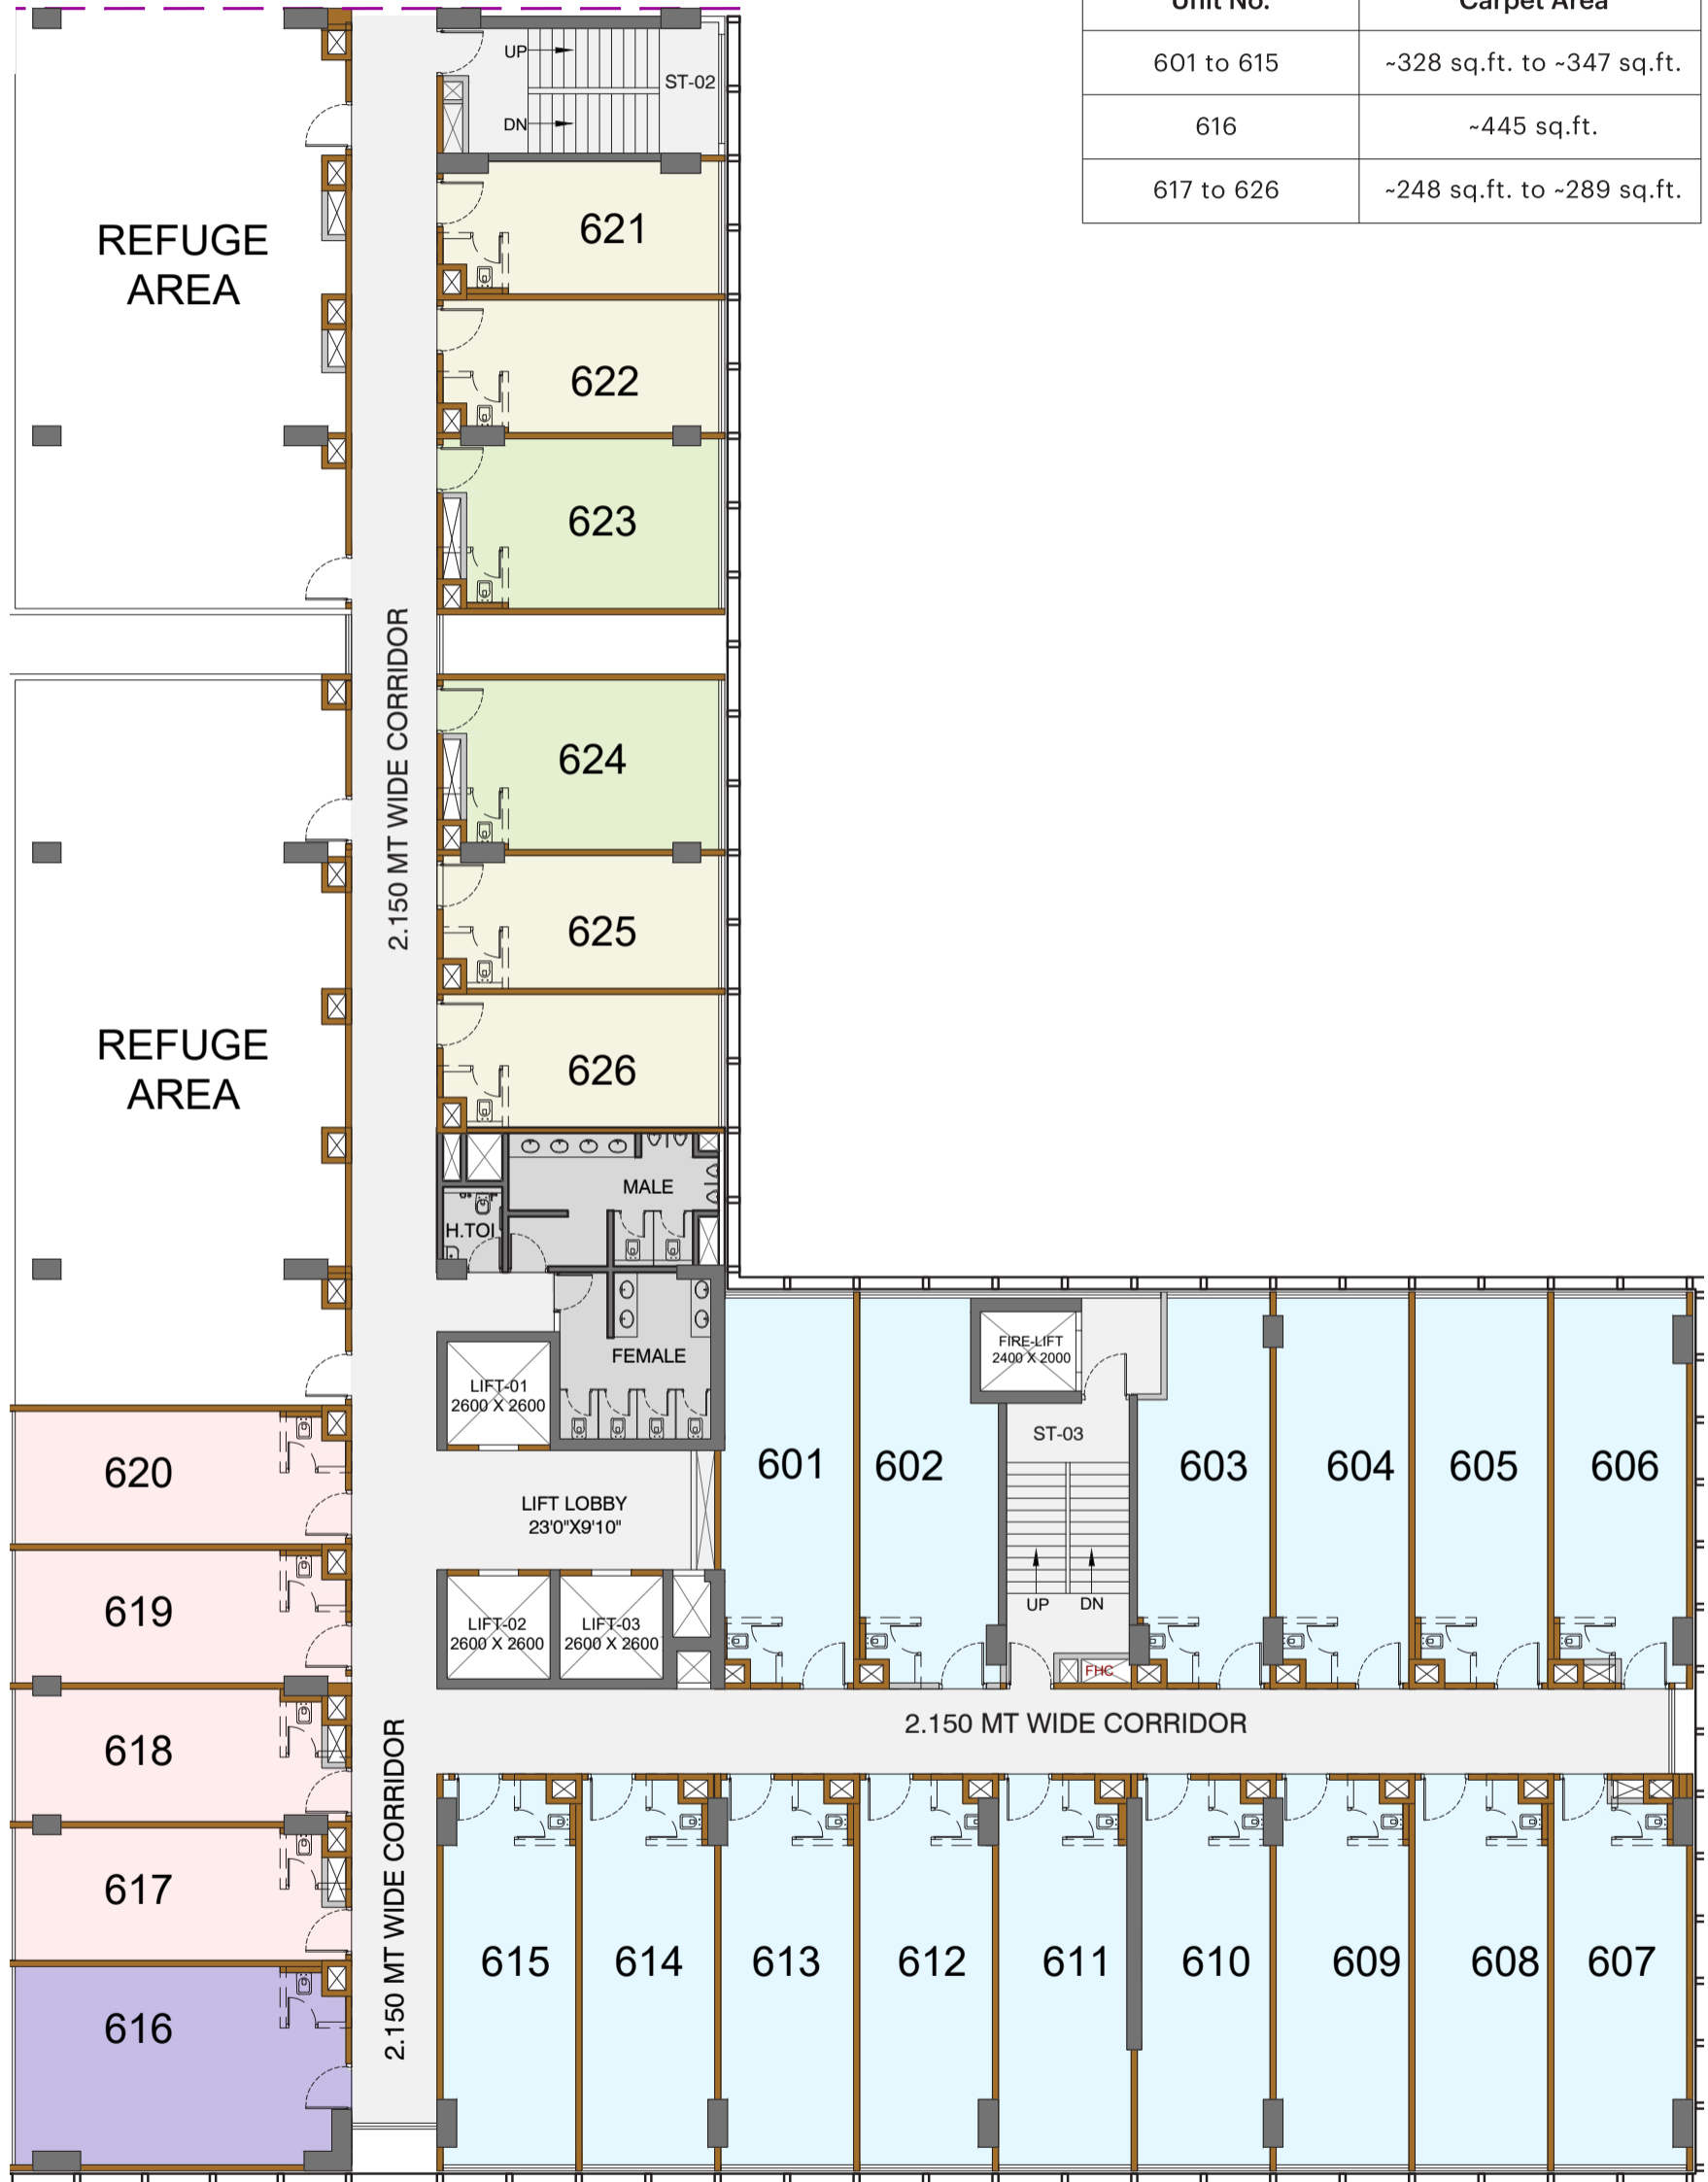 Unit No. Carpet Area
601 to 615 ~328 sq.ft. to ~347 sq.ft.
616 ~445 sq.ft.
617 to 626 ~248 sq.ft. to ~289 sq.ft.
UP
ST-02
DN
REFUGE
AREA
621
622
623
2.150 MT WIDE CORRIDOR
624
625
REFUGE
AREA
626
MALE
H.TOI
FEMALE
LIFT-01
2600 X 2600
FIRE-LIFT
2400 X 2000
ST-03
601
602
603
604
605
606
620
LIFT LOBBY
23'0"X9'10"
619
LIFT-02
2600 X 2600
LIFT-03
2600 X 2600
UP
DN
FHC
618
2.150 MT WIDE CORRIDOR
2.150 MT WIDE CORRIDOR
617
615
614
613
612
611
610
609
608
607
616